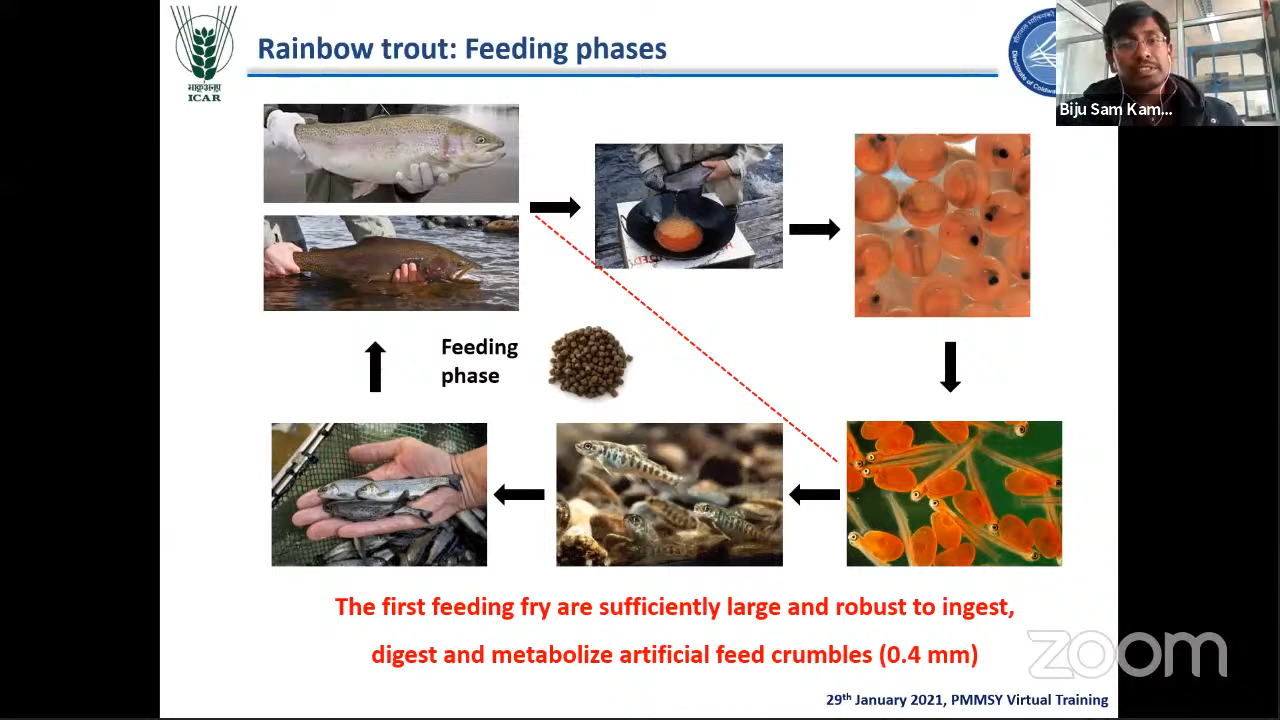 Rainbow trout: Feeding phases
ICAR
Biju Sam Kam...
Feeding
phase
The first feeding fry are sufficiently large and robust to ingest,
digest and metabolize artificial feed crumbles (0.4 mm)
zoom
29th January 2021, PMMSY Virtual Training